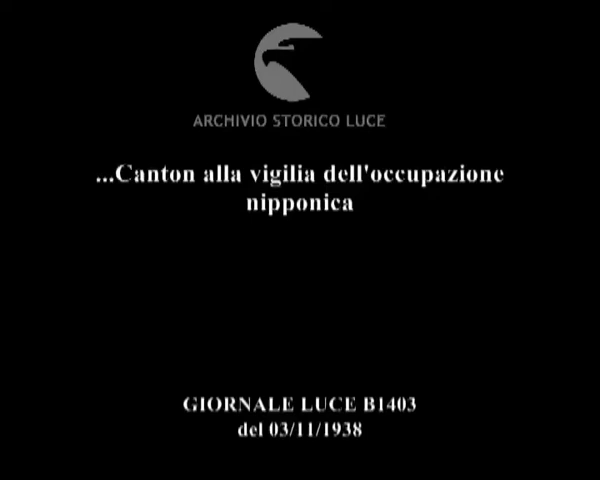 ARCHIVIO STORICO LUCE
...Canton alla vigilia dell'occupazione
nipponica
GIORNALE LUCE B1403
del 03/11/1938